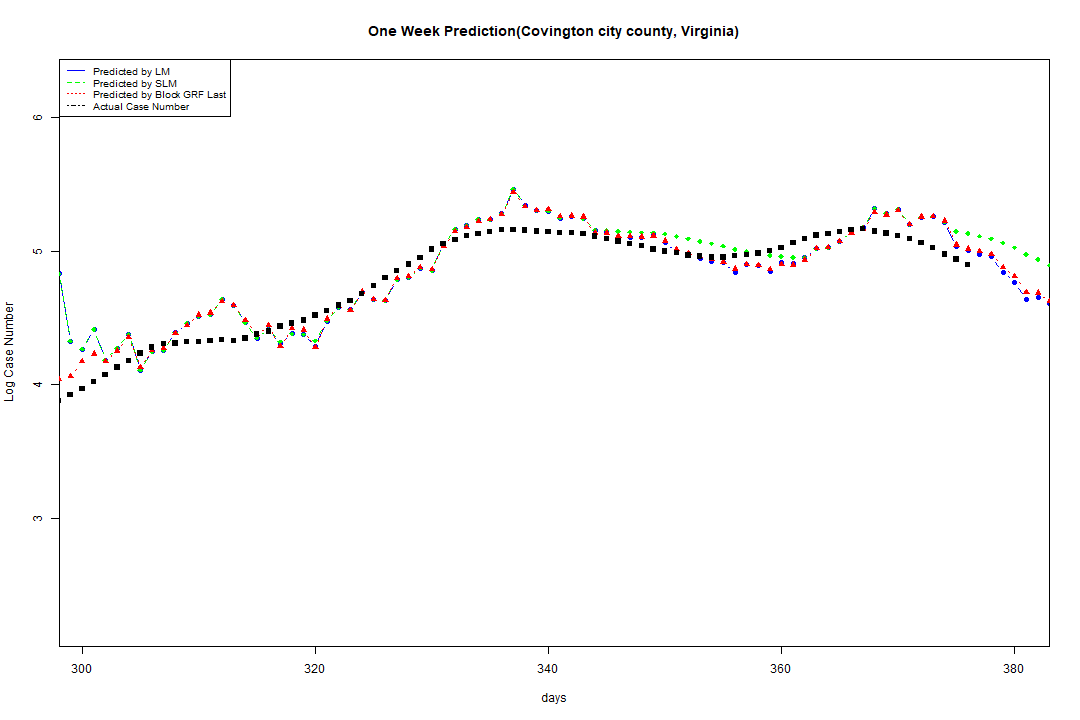 One Week Prediction(Covington city county, Virginia)
Predicted by LM
Predicted by SLM
Predicted by Block GRF Last
Actual Case Number
6
5
4
3
Log Case Number
300 320 340 360 380
days